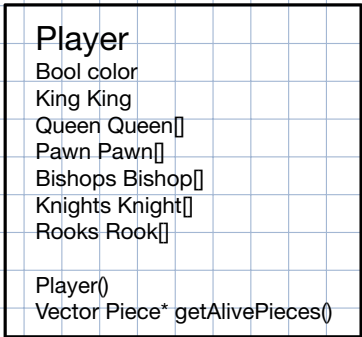 Player
Bool color
King King
Queen Queen[]
Pawn Pawn[]
Bishops Bishop[]
Knights Knight[]
Rooks Rook[]
Player()
Vector Piece* getAlivePieces()